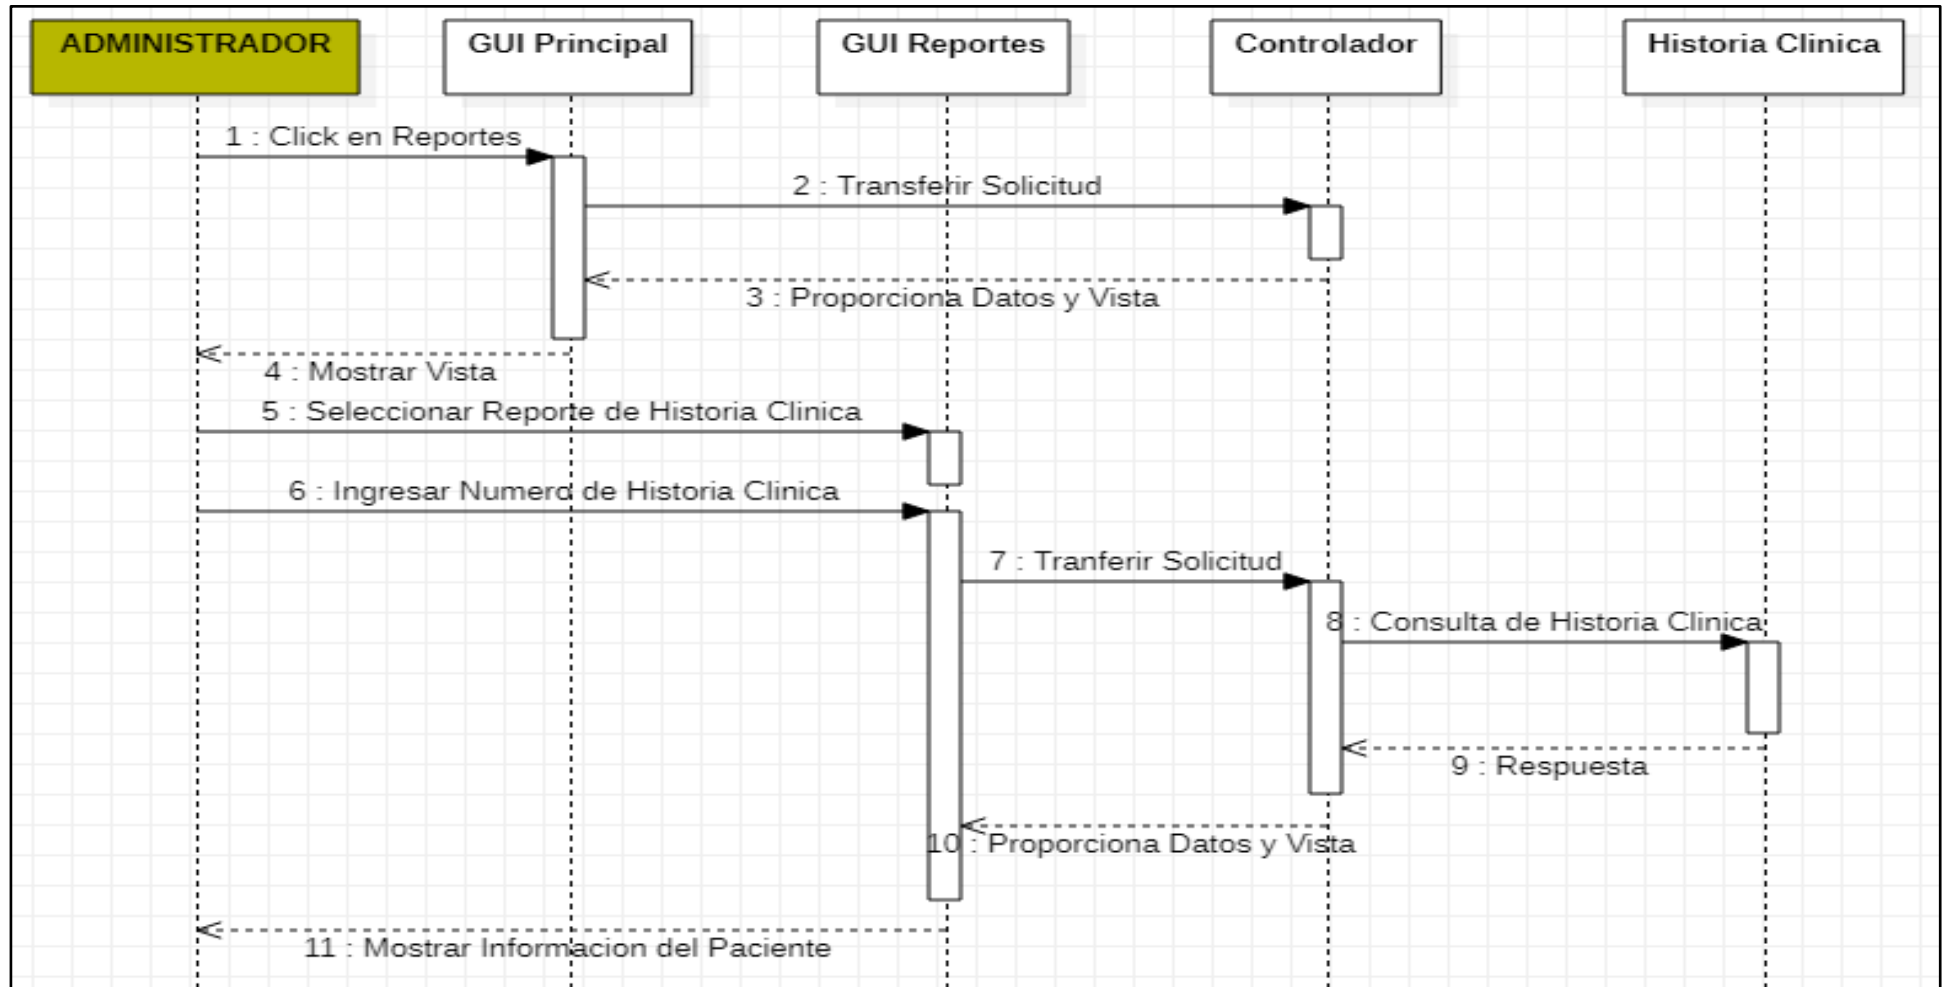 ADMINISTRADOR
GUI Principal
GUI Reportes
Controlador
Historia Clinica
1 : Click en Reportes
2 : Transferir Solicitud
3 : Proporciona Datos y Vista
4 : Mostrar Vista
5 : Seleccionar Reporte de Historia Clinica
6 : Ingresar Numero de Historia Clinica
7 : Tranferir Solicitud
8 : Consulta de Historia Clinica
9 : Respuesta
10 : Proporciona Datos y Vista
11 : Mostrar Informacion del Paciente